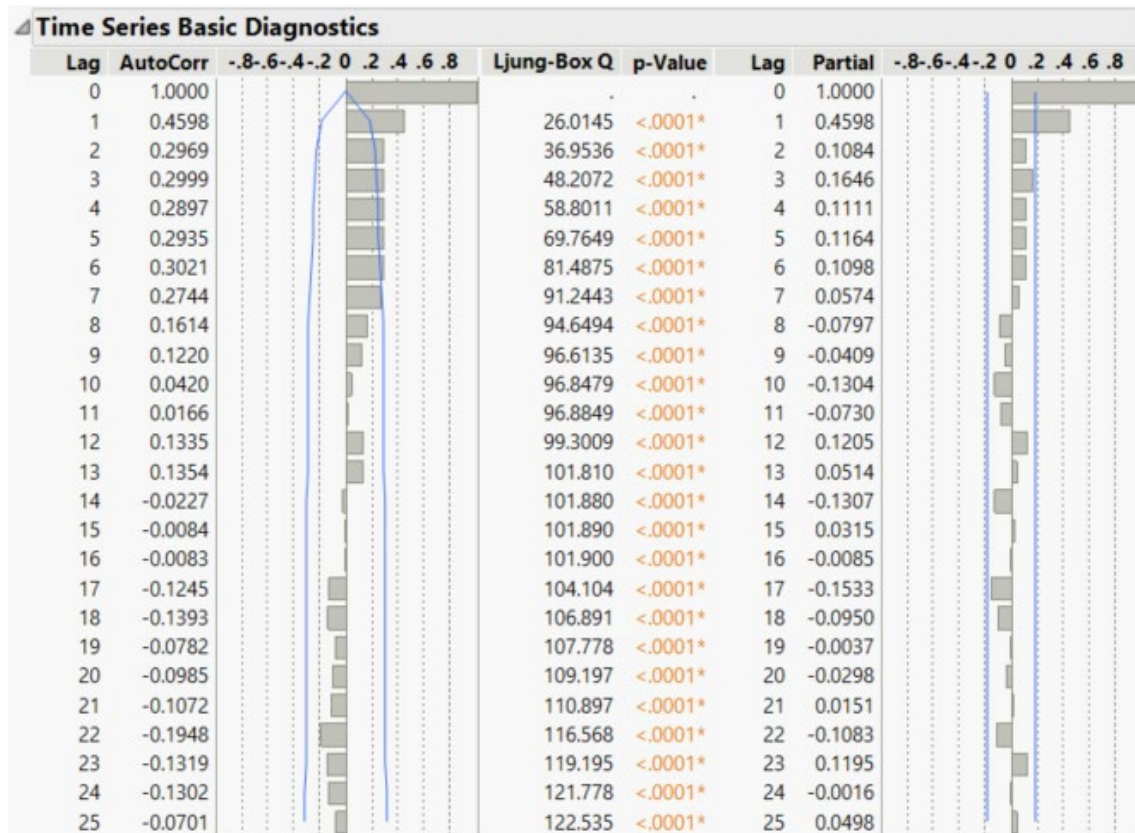 Time Series Basic Diagnostics
Lag AutoCorr -.8-.6-.4-.2 0 .2 .4 .6 .8 Ljung-Box Q p-Value Lag Partial -.8-.6-.4-.2 0 .2 .4 .6 .8
0 1.0000 . . 0 1.0000
1 0.4598 26.0145 <.0001* 1 0.4598
2 0.2969 36.9536 <.0001* 2 0.1084
3 0.2999 48.2072 <.0001* 3 0.1646
4 0.2897 58.8011 <.0001* 4 0.1111
5 0.2935 69.7649 <.0001* 5 0.1164
6 0.3021 81.4875 <.0001* 6 0.1098
7 0.2744 91.2443 <.0001* 7 0.0574
8 0.1614 94.6494 <.0001* 8 -0.0797
9 0.1220 96.6135 <.0001* 9 -0.0409
10 0.0420 96.8479 <.0001* 10 -0.1304
11 0.0166 96.8849 <.0001* 11 -0.0730
12 0.1335 99.3009 <.0001* 12 0.1205
13 0.1354 101.810 <.0001* 13 0.0514
14 -0.0227 101.880 <.0001* 14 -0.1307
15 -0.0084 101.890 <.0001* 15 0.0315
16 -0.0083 101.900 <.0001* 16 -0.0085
17 -0.1245 104.104 <.0001* 17 -0.1533
18 -0.1393 106.891 <.0001* 18 -0.0950
19 -0.0782 107.778 <.0001* 19 -0.0037
20 -0.0985 109.197 <.0001* 20 -0.0298
21 -0.1072 110.897 <.0001* 21 0.0151
22 -0.1948 116.568 <.0001* 22 -0.1083
23 -0.1319 119.195 <.0001* 23 0.1195
24 -0.1302 121.778 <.0001* 24 -0.0016
25 -0.0701 122.535 <.0001* 25 0.0498